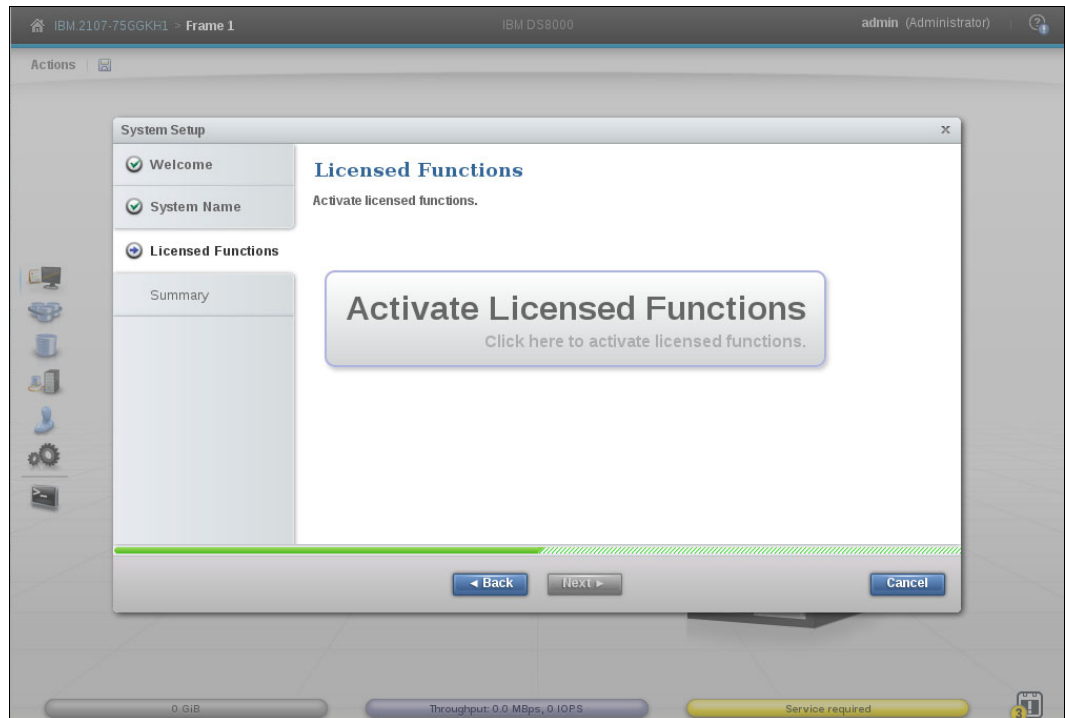 IBM.2107-75GGKH1 > Frame 1 IBM DS8000 admin (Administrator)
Actions
System Setup x
Welcome
System Name
Licensed Functions
Summary
Licensed Functions
Activate licensed functions.
Activate Licensed Functions
Click here to activate licensed functions.
◄ Back Next ► Cancel
0 GiB Throughput: 0.0 MBps, 0 IOPS Service required 3